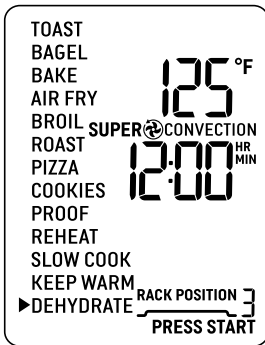 TOAST
BAGEL
BAKE
AIR FRY
BROIL
ROAST
PIZZA
COOKIES
PROOF
REHEAT
SLOW COOK
KEEP WARM
▶DEHYDRATE
125°F
SUPER CONVECTION
12:00 HR MIN
RACK POSITION 3
PRESS START